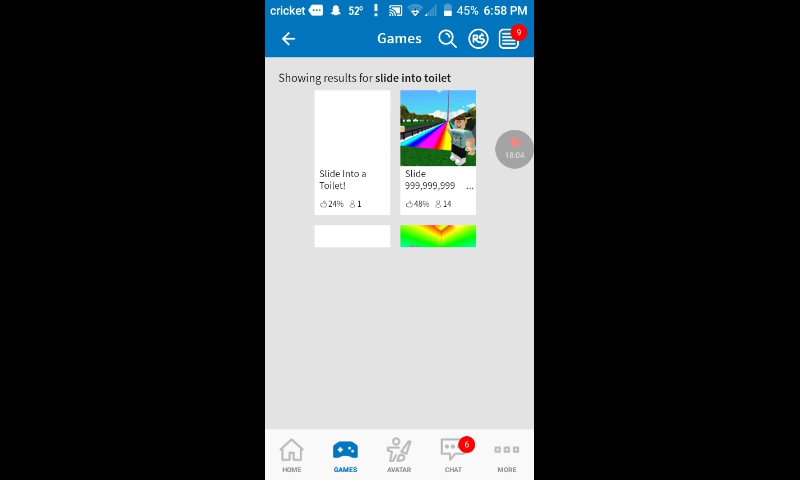 cricket 52° 45% 6:58 PM
Games R$ 9
Showing results for slide into toilet
18:04
Slide Into a
Toilet!
24% 1
Slide
999,999,999 ...
48% 14
6
HOME GAMES AVATAR CHAT MORE